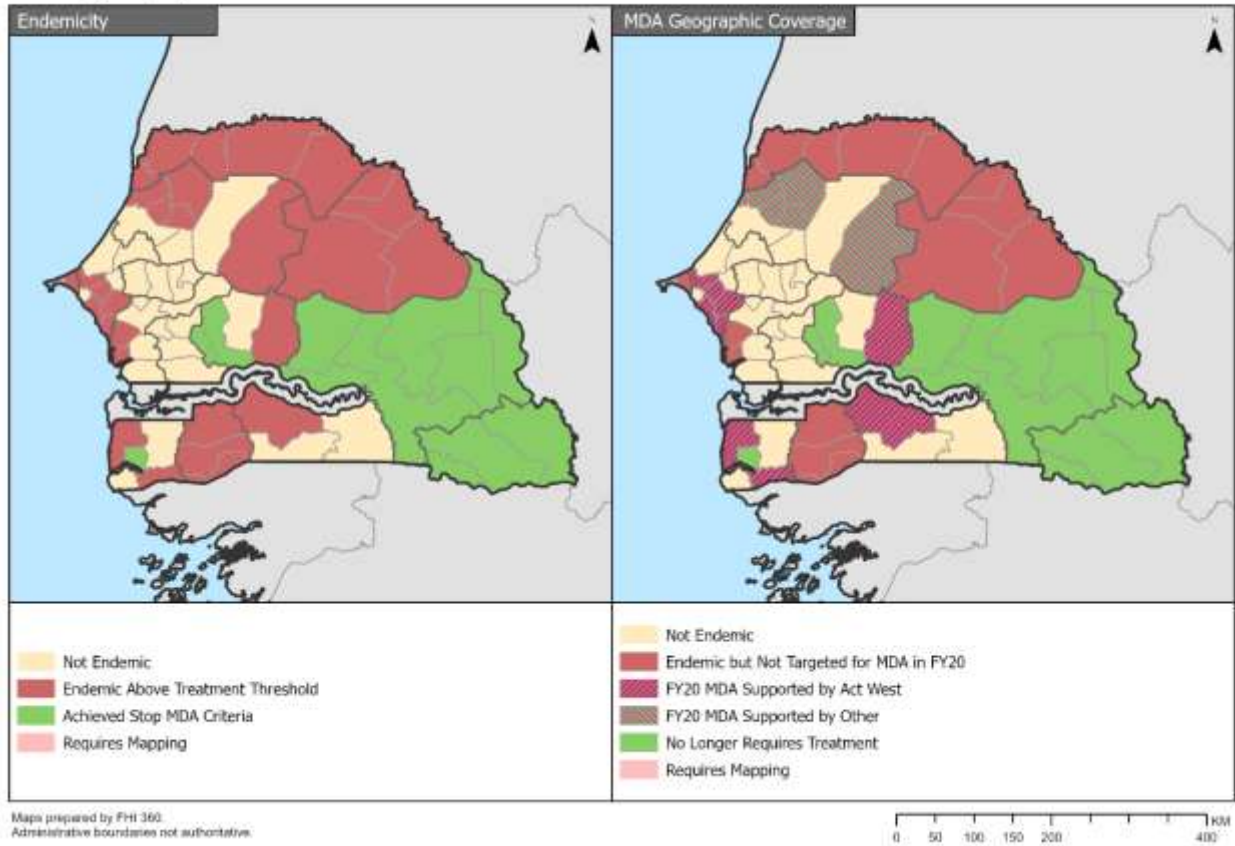 Endemicity
N
MDA Geographic Coverage
N
Not Endemic
Endemic Above Treatment Threshold
Achieved Stop MDA Criteria
Requires Mapping
Not Endemic
Endemic but Not Targeted for MDA in FY20
FY20 MDA Supported by Act West
FY20 MDA Supported by Other
No Longer Requires Treatment
Requires Mapping
Maps prepared by FHI 360.
Administrative boundaries not authoritative.
KM
0 50 100 150 200 400